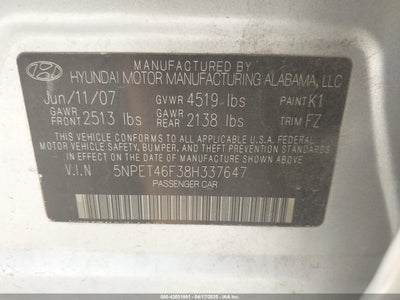 HYUNDAI MOTOR MANUFACTURING ALABAMA, LLC
Jun/11/07 GVWR 4519 lbs PAINT K1
GAWR FRONT 2513 lbs GAWR REAR 2138 lbs TRIM FZ
THIS VEHICLE CONFORMS TO ALL APPLICABLE U.S.A. FEDERAL
MOTOR VEHICLE SAFETY, BUMPER, AND THEFT PREVENTION STANDARDS
IN EFFECT ON THE DATE OF MANUFACTURE SHOWN ABOVE.
V.I.N 5NPET46F38H337647
PASSENGER CAR